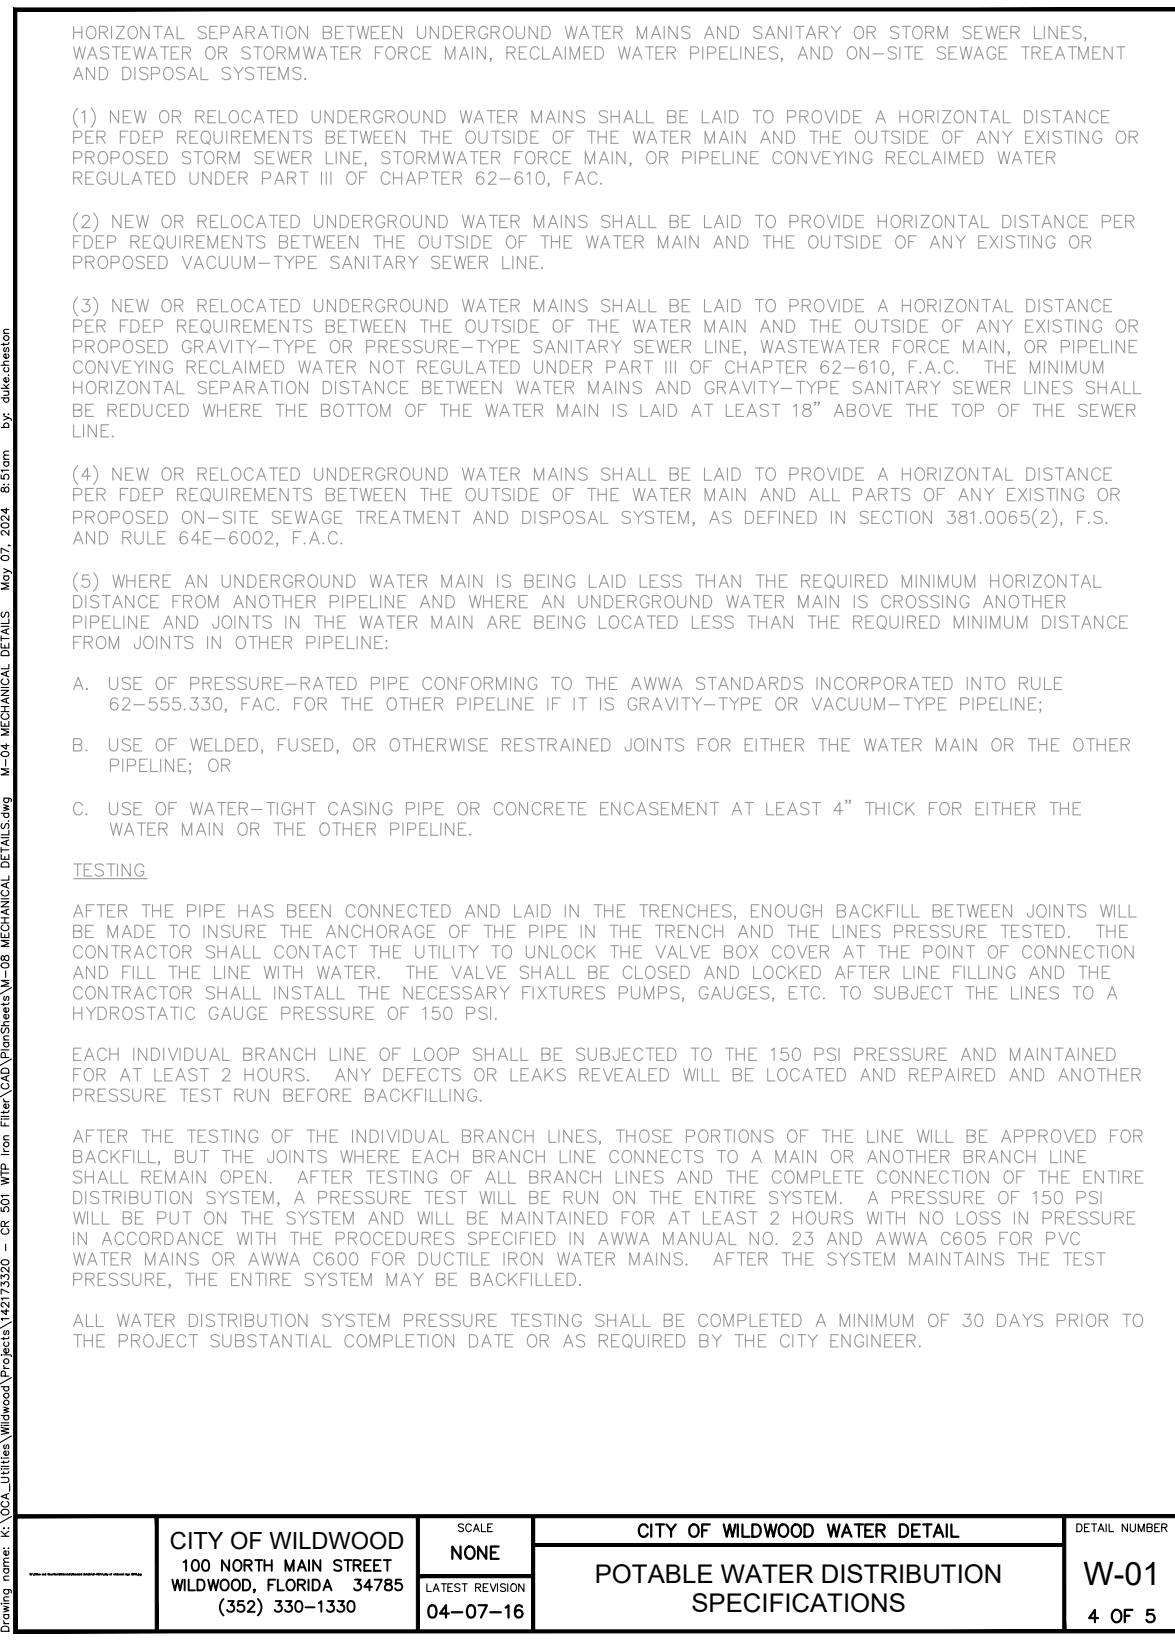 HORIZONTAL SEPARATION BETWEEN UNDERGROUND WATER MAINS AND SANITARY OR STORM SEWER LINES,
WASTEWATER OR STORMWATER FORCE MAIN, RECLAIMED WATER PIPELINES, AND ON–SITE SEWAGE TREATMENT
AND DISPOSAL SYSTEMS.
(1) NEW OR RELOCATED UNDERGROUND WATER MAINS SHALL BE LAID TO PROVIDE A HORIZONTAL DISTANCE
PER FDEP REQUIREMENTS BETWEEN THE OUTSIDE OF THE WATER MAIN AND THE OUTSIDE OF ANY EXISTING OR
PROPOSED STORM SEWER LINE, STORMWATER FORCE MAIN, OR PIPELINE CONVEYING RECLAIMED WATER
REGULATED UNDER PART III OF CHAPTER 62–610, FAC.
(2) NEW OR RELOCATED UNDERGROUND WATER MAINS SHALL BE LAID TO PROVIDE HORIZONTAL DISTANCE PER
FDEP REQUIREMENTS BETWEEN THE OUTSIDE OF THE WATER MAIN AND THE OUTSIDE OF ANY EXISTING OR
PROPOSED VACUUM–TYPE SANITARY SEWER LINE.
(3) NEW OR RELOCATED UNDERGROUND WATER MAINS SHALL BE LAID TO PROVIDE A HORIZONTAL DISTANCE
PER FDEP REQUIREMENTS BETWEEN THE OUTSIDE OF THE WATER MAIN AND THE OUTSIDE OF ANY EXISTING OR
PROPOSED GRAVITY–TYPE OR PRESSURE–TYPE SANITARY SEWER LINE, WASTEWATER FORCE MAIN, OR PIPELINE
CONVEYING RECLAIMED WATER NOT REGULATED UNDER PART III OF CHAPTER 62–610, F.A.C. THE MINIMUM
HORIZONTAL SEPARATION DISTANCE BETWEEN WATER MAINS AND GRAVITY–TYPE SANITARY SEWER LINES SHALL
BE REDUCED WHERE THE BOTTOM OF THE WATER MAIN IS LAID AT LEAST 18” ABOVE THE TOP OF THE SEWER
LINE.
(4) NEW OR RELOCATED UNDERGROUND WATER MAINS SHALL BE LAID TO PROVIDE A HORIZONTAL DISTANCE
PER FDEP REQUIREMENTS BETWEEN THE OUTSIDE OF THE WATER MAIN AND ALL PARTS OF ANY EXISTING OR
PROPOSED ON–SITE SEWAGE TREATMENT AND DISPOSAL SYSTEM, AS DEFINED IN SECTION 381.0065(2), F.S.
AND RULE 64E–6002, F.A.C.
(5) WHERE AN UNDERGROUND WATER MAIN IS BEING LAID LESS THAN THE REQUIRED MINIMUM HORIZONTAL
DISTANCE FROM ANOTHER PIPELINE AND WHERE AN UNDERGROUND WATER MAIN IS CROSSING ANOTHER
PIPELINE AND JOINTS IN THE WATER MAIN ARE BEING LOCATED LESS THAN THE REQUIRED MINIMUM DISTANCE
FROM JOINTS IN OTHER PIPELINE:
A. USE OF PRESSURE–RATED PIPE CONFORMING TO THE AWWA STANDARDS INCORPORATED INTO RULE
62–555.330, FAC. FOR THE OTHER PIPELINE IF IT IS GRAVITY–TYPE OR VACUUM–TYPE PIPELINE;
B. USE OF WELDED, FUSED, OR OTHERWISE RESTRAINED JOINTS FOR EITHER THE WATER MAIN OR THE OTHER
PIPELINE; OR
C. USE OF WATER–TIGHT CASING PIPE OR CONCRETE ENCASEMENT AT LEAST 4” THICK FOR EITHER THE
WATER MAIN OR THE OTHER PIPELINE.
TESTING
AFTER THE PIPE HAS BEEN CONNECTED AND LAID IN THE TRENCHES, ENOUGH BACKFILL BETWEEN JOINTS WILL
BE MADE TO INSURE THE ANCHORAGE OF THE PIPE IN THE TRENCH AND THE LINES PRESSURE TESTED. THE
CONTRACTOR SHALL CONTACT THE UTILITY TO UNLOCK THE VALVE BOX COVER AT THE POINT OF CONNECTION
AND FILL THE LINE WITH WATER. THE VALVE SHALL BE CLOSED AND LOCKED AFTER LINE FILLING AND THE
CONTRACTOR SHALL INSTALL THE NECESSARY FIXTURES PUMPS, GAUGES, ETC. TO SUBJECT THE LINES TO A
HYDROSTATIC GAUGE PRESSURE OF 150 PSI.
EACH INDIVIDUAL BRANCH LINE OF LOOP SHALL BE SUBJECTED TO THE 150 PSI PRESSURE AND MAINTAINED
FOR AT LEAST 2 HOURS. ANY DEFECTS OR LEAKS REVEALED WILL BE LOCATED AND REPAIRED AND ANOTHER
PRESSURE TEST RUN BEFORE BACKFILLING.
AFTER THE TESTING OF THE INDIVIDUAL BRANCH LINES, THOSE PORTIONS OF THE LINE WILL BE APPROVED FOR
BACKFILL, BUT THE JOINTS WHERE EACH BRANCH LINE CONNECTS TO A MAIN OR ANOTHER BRANCH LINE
SHALL REMAIN OPEN. AFTER TESTING OF ALL BRANCH LINES AND THE COMPLETE CONNECTION OF THE ENTIRE
DISTRIBUTION SYSTEM, A PRESSURE TEST WILL BE RUN ON THE ENTIRE SYSTEM. A PRESSURE OF 150 PSI
WILL BE PUT ON THE SYSTEM AND WILL BE MAINTAINED FOR AT LEAST 2 HOURS WITH NO LOSS IN PRESSURE
IN ACCORDANCE WITH THE PROCEDURES SPECIFIED IN AWWA MANUAL NO. 23 AND AWWA C605 FOR PVC
WATER MAINS OR AWWA C600 FOR DUCTILE IRON WATER MAINS. AFTER THE SYSTEM MAINTAINS THE TEST
PRESSURE, THE ENTIRE SYSTEM MAY BE BACKFILLED.
ALL WATER DISTRIBUTION SYSTEM PRESSURE TESTING SHALL BE COMPLETED A MINIMUM OF 30 DAYS PRIOR TO
THE PROJECT SUBSTANTIAL COMPLETION DATE OR AS REQUIRED BY THE CITY ENGINEER.
Drawing name: K:\OCA_Utilities\Wildwood\Projects\142173320 - CR 501 WTP Iron Filter\CAD\PlanSheets\M-08 MECHANICAL DETAILS.dwg M-04 MECHANICAL DETAILS May 07, 2024 8:51am by: duke.cheston
CITY OF WILDWOOD
100 NORTH MAIN STREET
WILDWOOD, FLORIDA 34785
(352) 330–1330
SCALE
NONE
LATEST REVISION
04–07–16
CITY OF WILDWOOD WATER DETAIL
POTABLE WATER DISTRIBUTION
SPECIFICATIONS
DETAIL NUMBER
W-01
4 OF 5